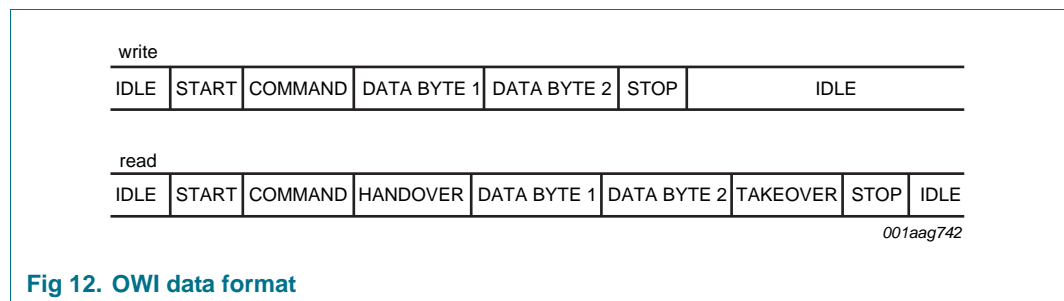 write
IDLE START COMMAND DATA BYTE 1 DATA BYTE 2 STOP IDLE
read
IDLE START COMMAND HANDOVER DATA BYTE 1 DATA BYTE 2 TAKEOVER STOP IDLE
001aag742
Fig 12. OWI data format